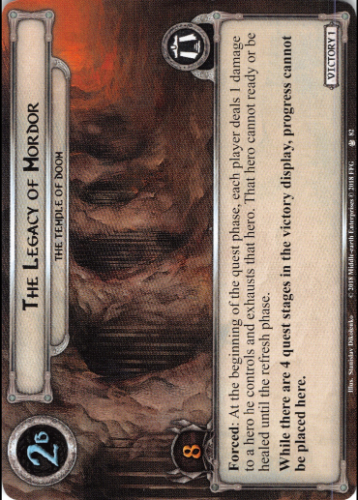 2B
THE LEGACY OF MORDOR
THE TEMPLE OF DOOM
8
Forced: At the beginning of the quest phase, each player deals 1 damage
to a hero he controls and exhausts that hero. That hero cannot ready or be
healed until the refresh phase.
While there are 4 quest stages in the victory display, progress cannot
be placed here.
VICTORY 1
Illus. Stanislav Dikolenko © 2018 Middle-earth Enterprises © 2018 FFG 82